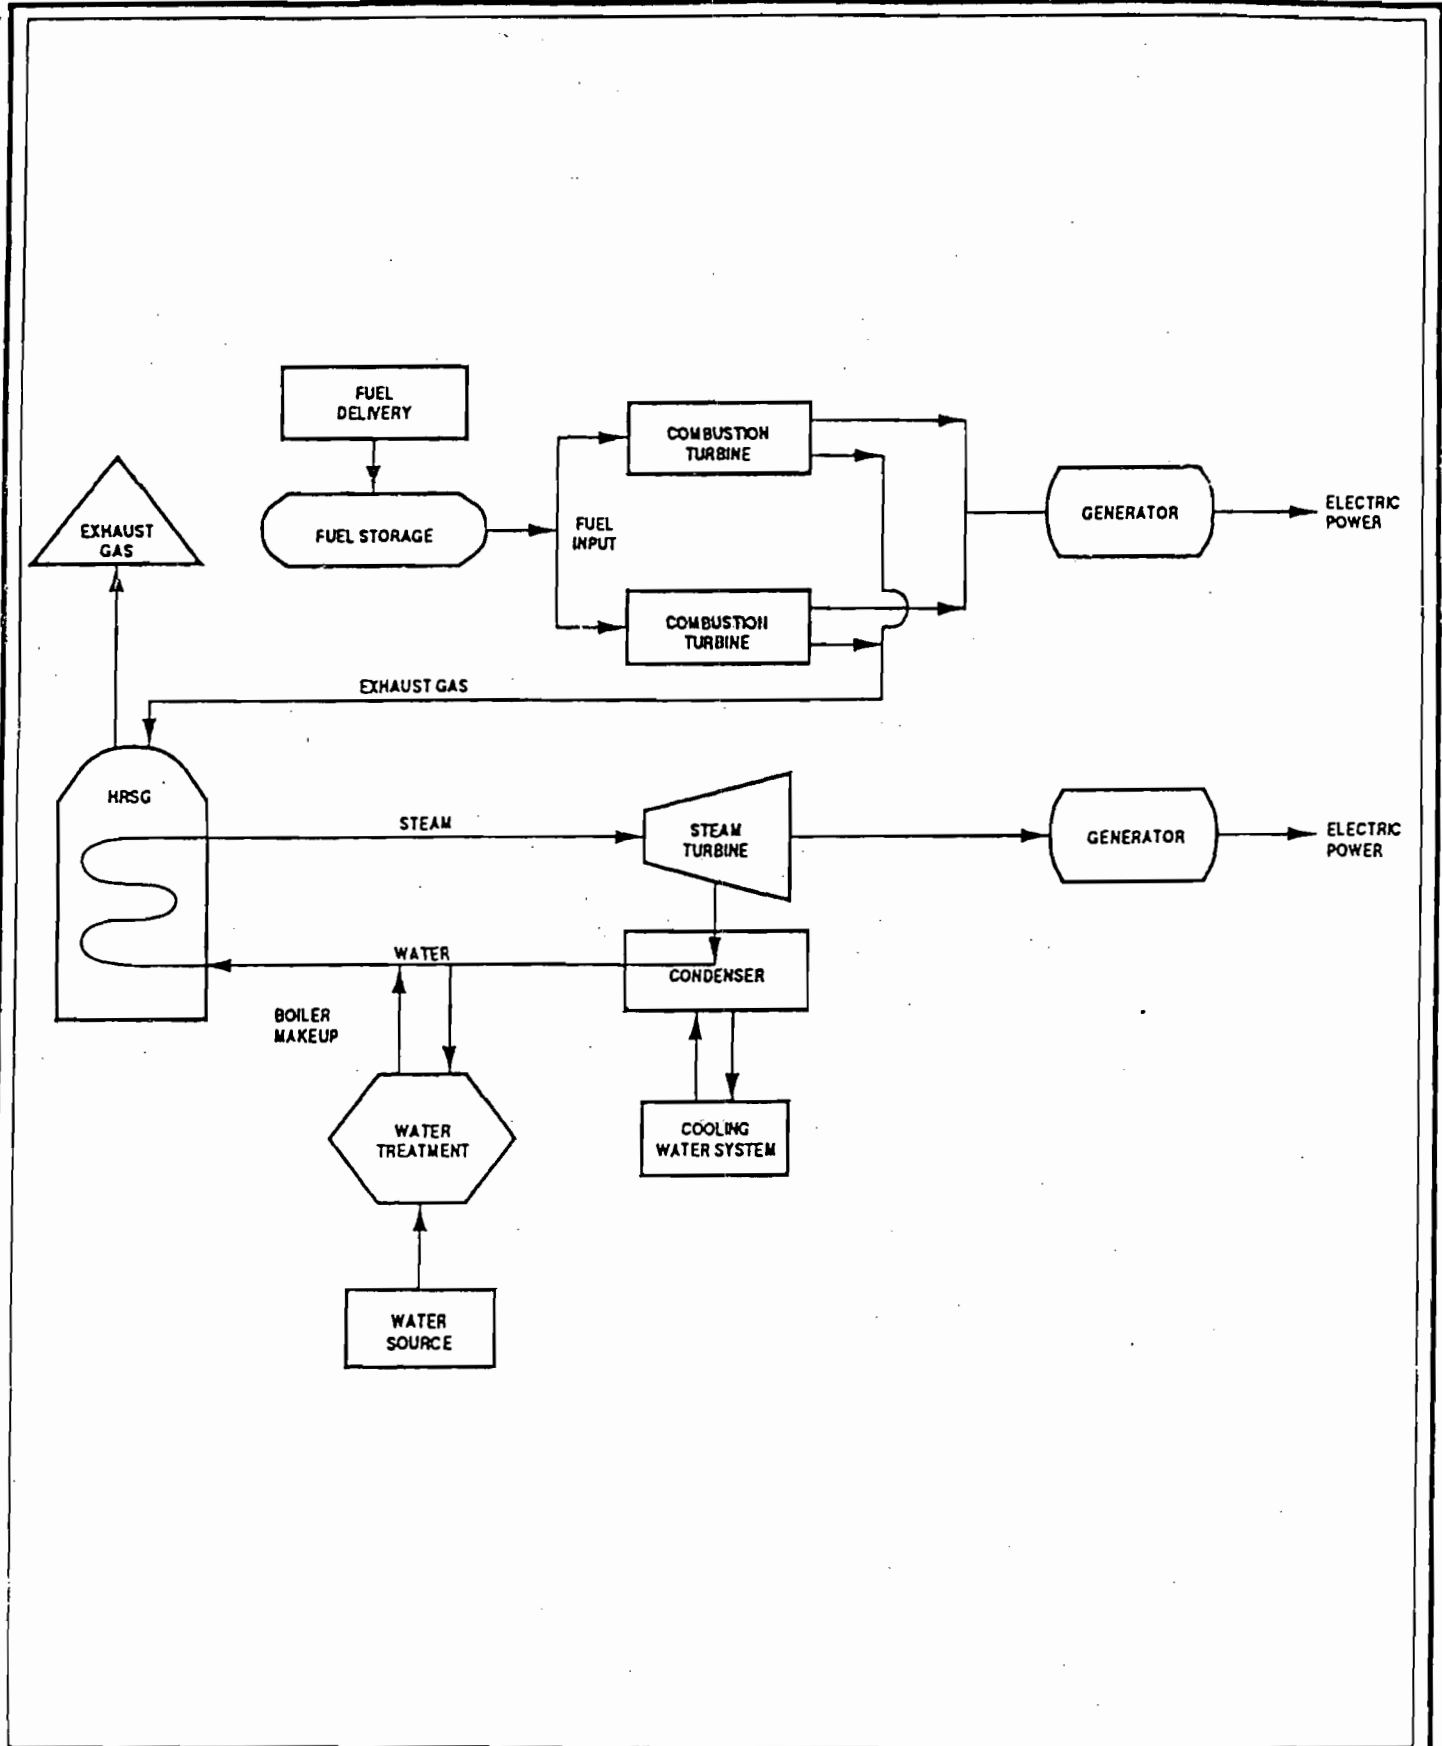 FUEL
DELIVERY
COMBUSTION
TURBINE
EXHAUST
GAS
FUEL STORAGE
FUEL
INPUT
GENERATOR
ELECTRIC
POWER
COMBUSTION
TURBINE
EXHAUST GAS
HRSG
STEAM
STEAM
TURBINE
GENERATOR
ELECTRIC
POWER
WATER
CONDENSER
BOILER
MAKEUP
WATER
TREATMENT
COOLING
WATER SYSTEM
WATER
SOURCE